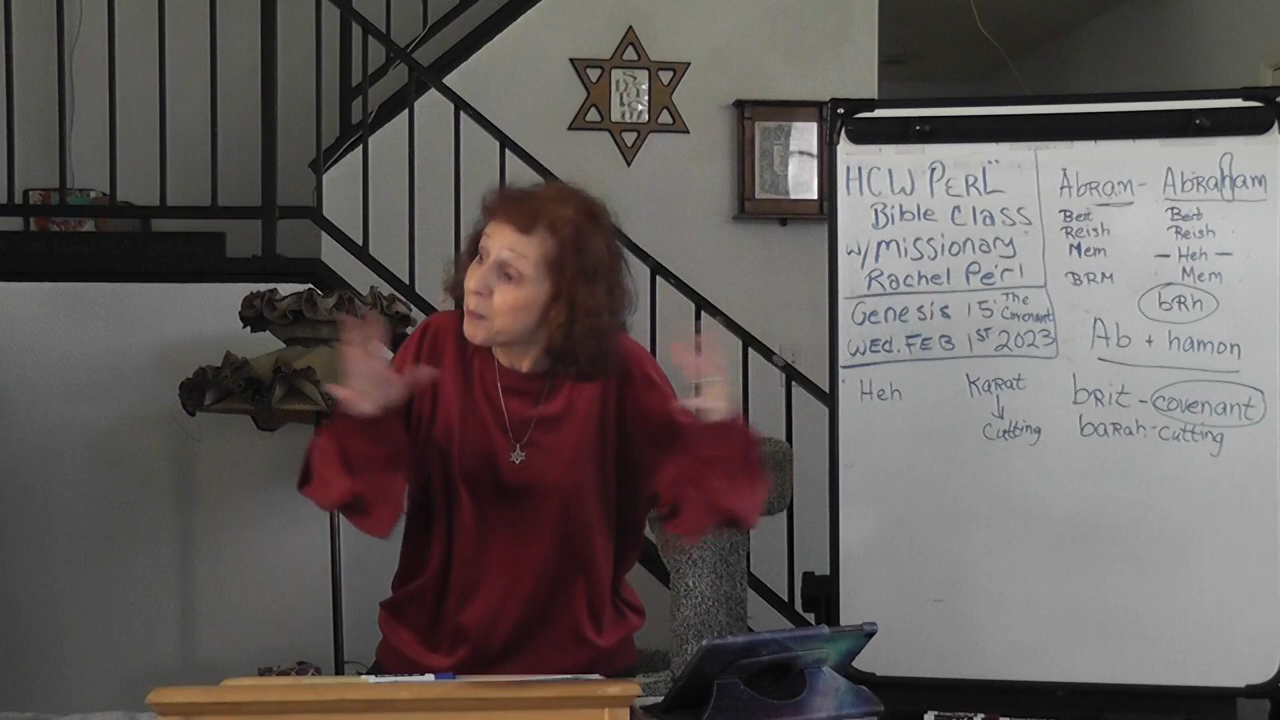 HCW PERL"
Bible Class
w/missionary
Rachel Perl
Genesis 15 The Covenant
WED. FEB 1ST 2023
Abram - Abraham
Beit Beit
Reish Reish
Mem - Heh -
BRM Mem
bRh
Ab + hamon
Heh Karat
Cutting
brit - covenant
barah - cutting